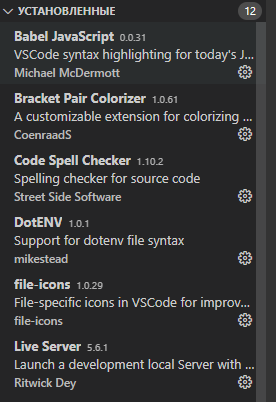 УСТАНОВЛЕННЫЕ 12
Babel JavaScript 0.0.31
VSCode syntax highlighting for today's J...
Michael McDermott
Bracket Pair Colorizer 1.0.61
A customizable extension for colorizing ...
CoenraadS
Code Spell Checker 1.10.2
Spelling checker for source code
Street Side Software
DotENV 1.0.1
Support for dotenv file syntax
mikestead
file-icons 1.0.29
File-specific icons in VSCode for improv...
file-icons
Live Server 5.6.1
Launch a development local Server with ...
Ritwick Dey